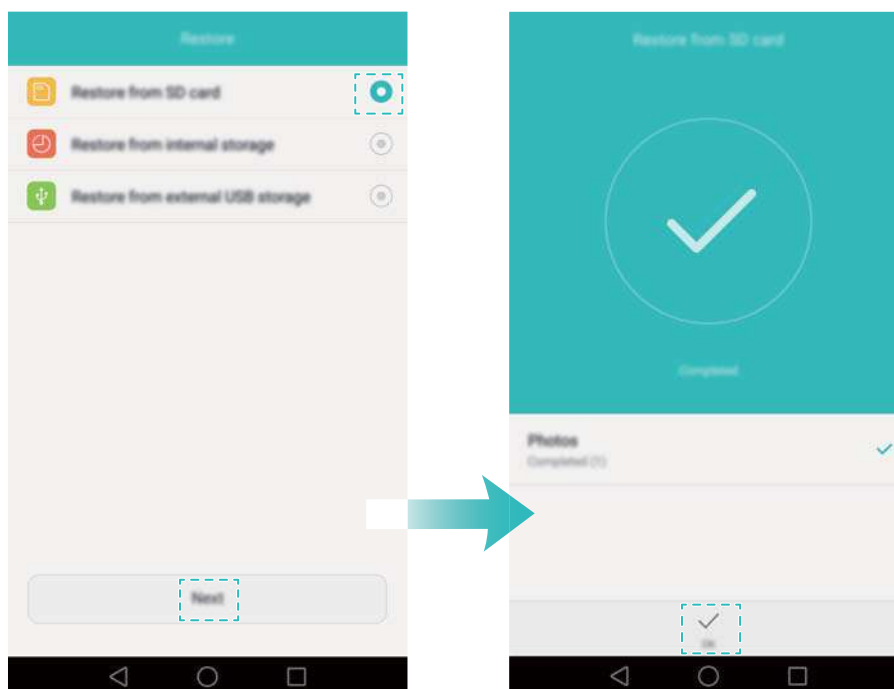 Restore
Restore from SD card
Restore from internal storage
Restore from external USB storage
Next
Restore from SD card
Completed
Photos
Completed (1)
OK